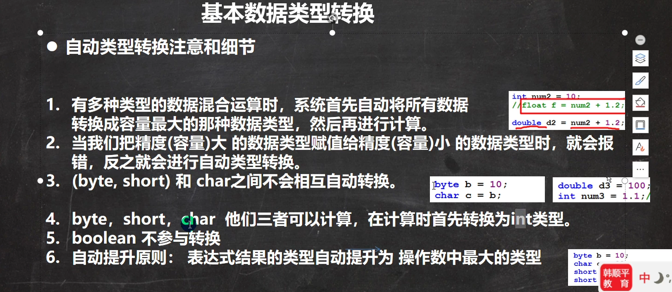 基本数据类型转换
自动类型转换注意和细节
1. 有多种类型的数据混合运算时，系统首先自动将所有数据
转换成容量最大的那种数据类型，然后再进行计算。
int num2 = 10;
//float f = num2 + 1.2;
double d2 = num2 + 1.2;
2. 当我们把精度(容量)大 的数据类型赋值给精度(容量)小 的数据类型时，就会报
错，反之就会进行自动类型转换。
3. (byte, short) 和 char之间不会相互自动转换。
byte b = 10;
char c = b;
double d3 = 100;
int num3 = 1.1;/
4. byte，short，char 他们三者可以计算，在计算时首先转换为int类型。
5. boolean 不参与转换
6. 自动提升原则： 表达式结果的类型自动提升为 操作数中最大的类型
byte b = 10;
char c
short
short
韩顺平
教育
中